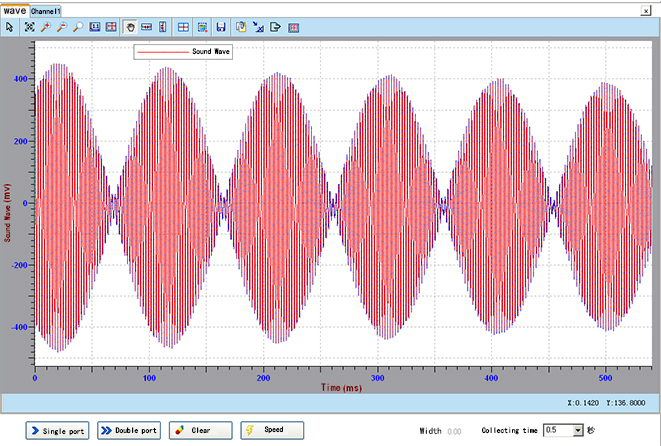 wave Channel1
Sound Wave
400
200
0
-200
-400
Sound Wave (mv)
0 100 200 300 400 500
Time (ms)
X:0.1420 Y:136.8000
Single port Double port Clear Speed Width 0.00 Collecting time 0.5 秒